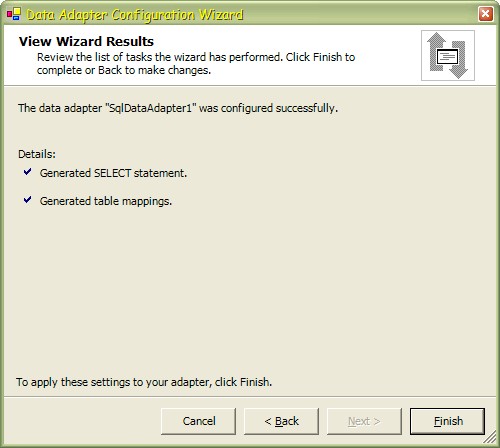 Data Adapter Configuration Wizard
View Wizard Results
Review the list of tasks the wizard has performed. Click Finish to
complete or Back to make changes.
The data adapter "SqlDataAdapter1" was configured successfully.
Details:
Generated SELECT statement.
Generated table mappings.
To apply these settings to your adapter, click Finish.
Cancel
< Back
Next >
Finish